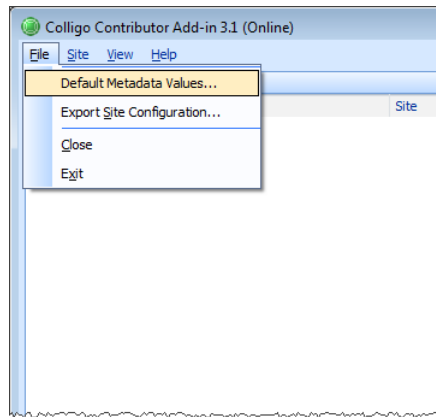 Colligo Contributor Add-in 3.1 (Online)
File Site View Help
Default Metadata Values...
Site
Export Site Configuration...
Close
Exit